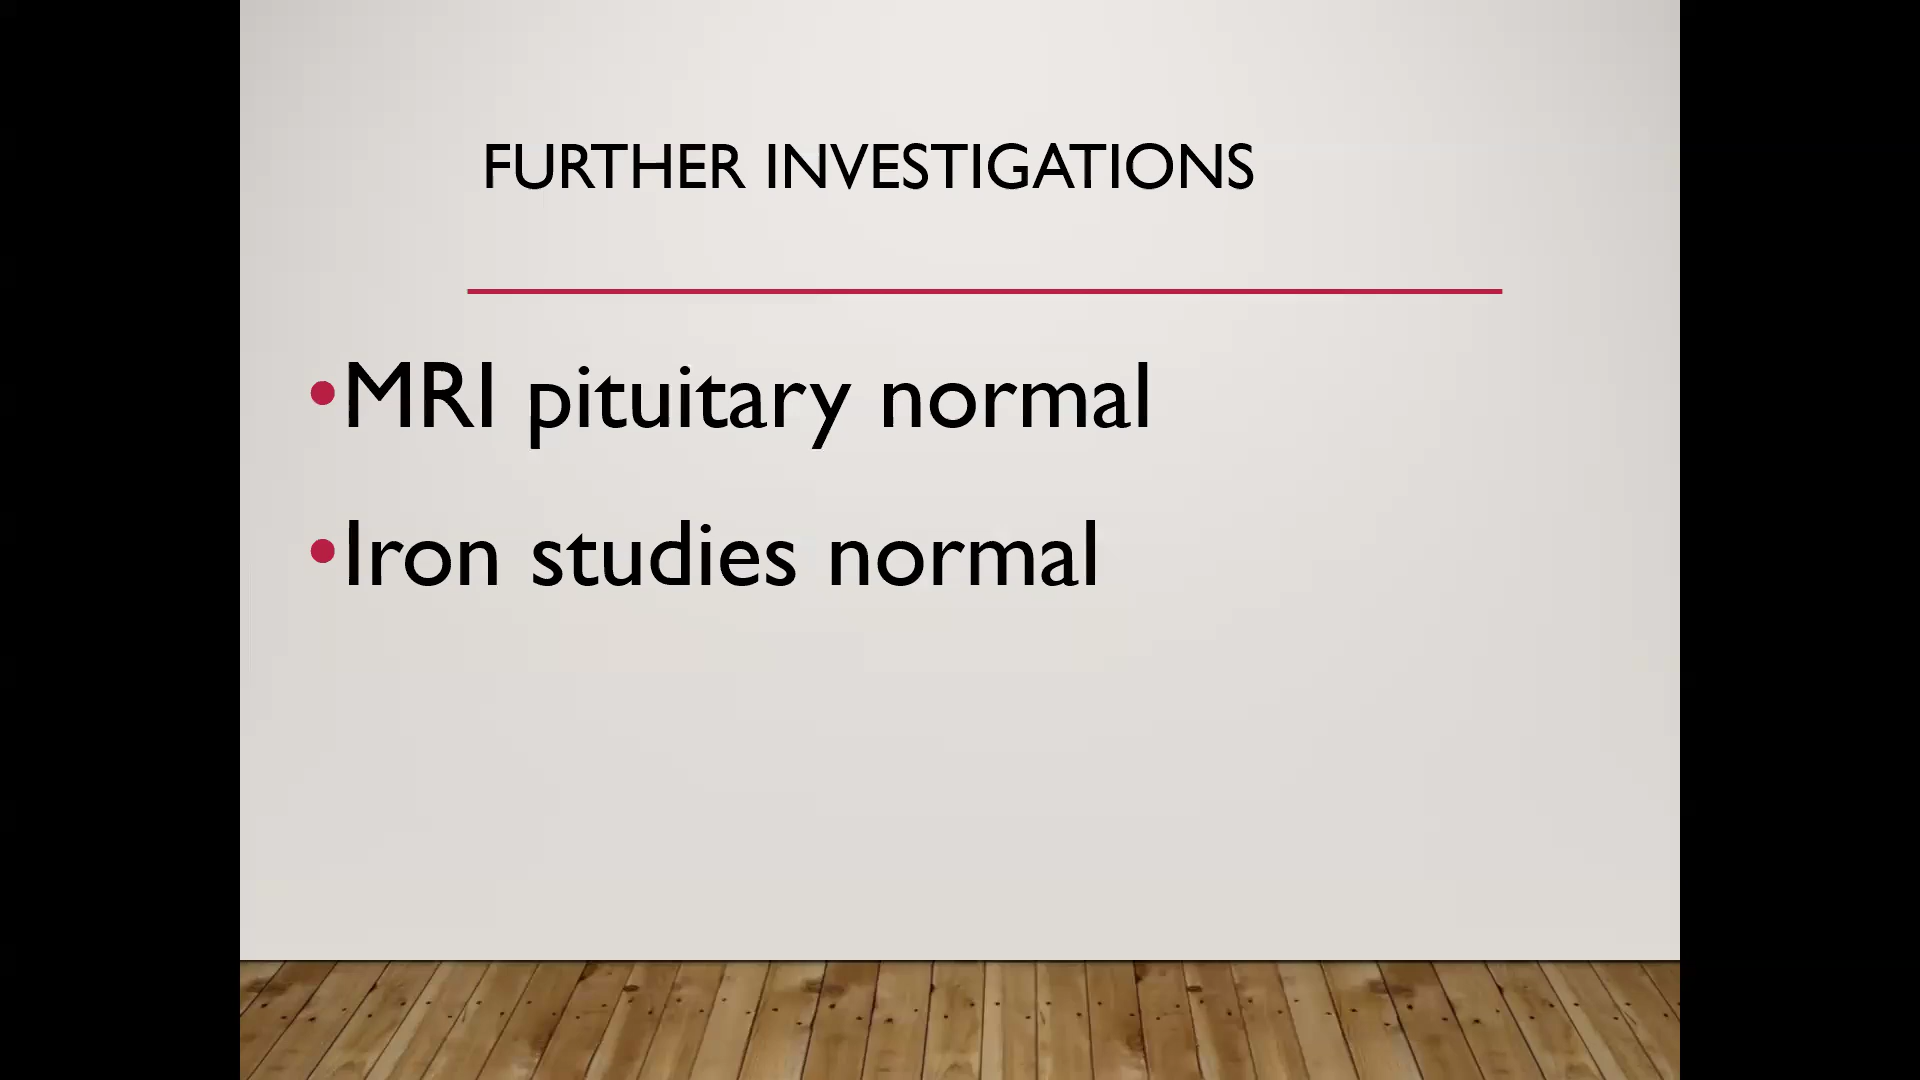 FURTHER INVESTIGATIONS
•MRI pituitary normal
•Iron studies normal